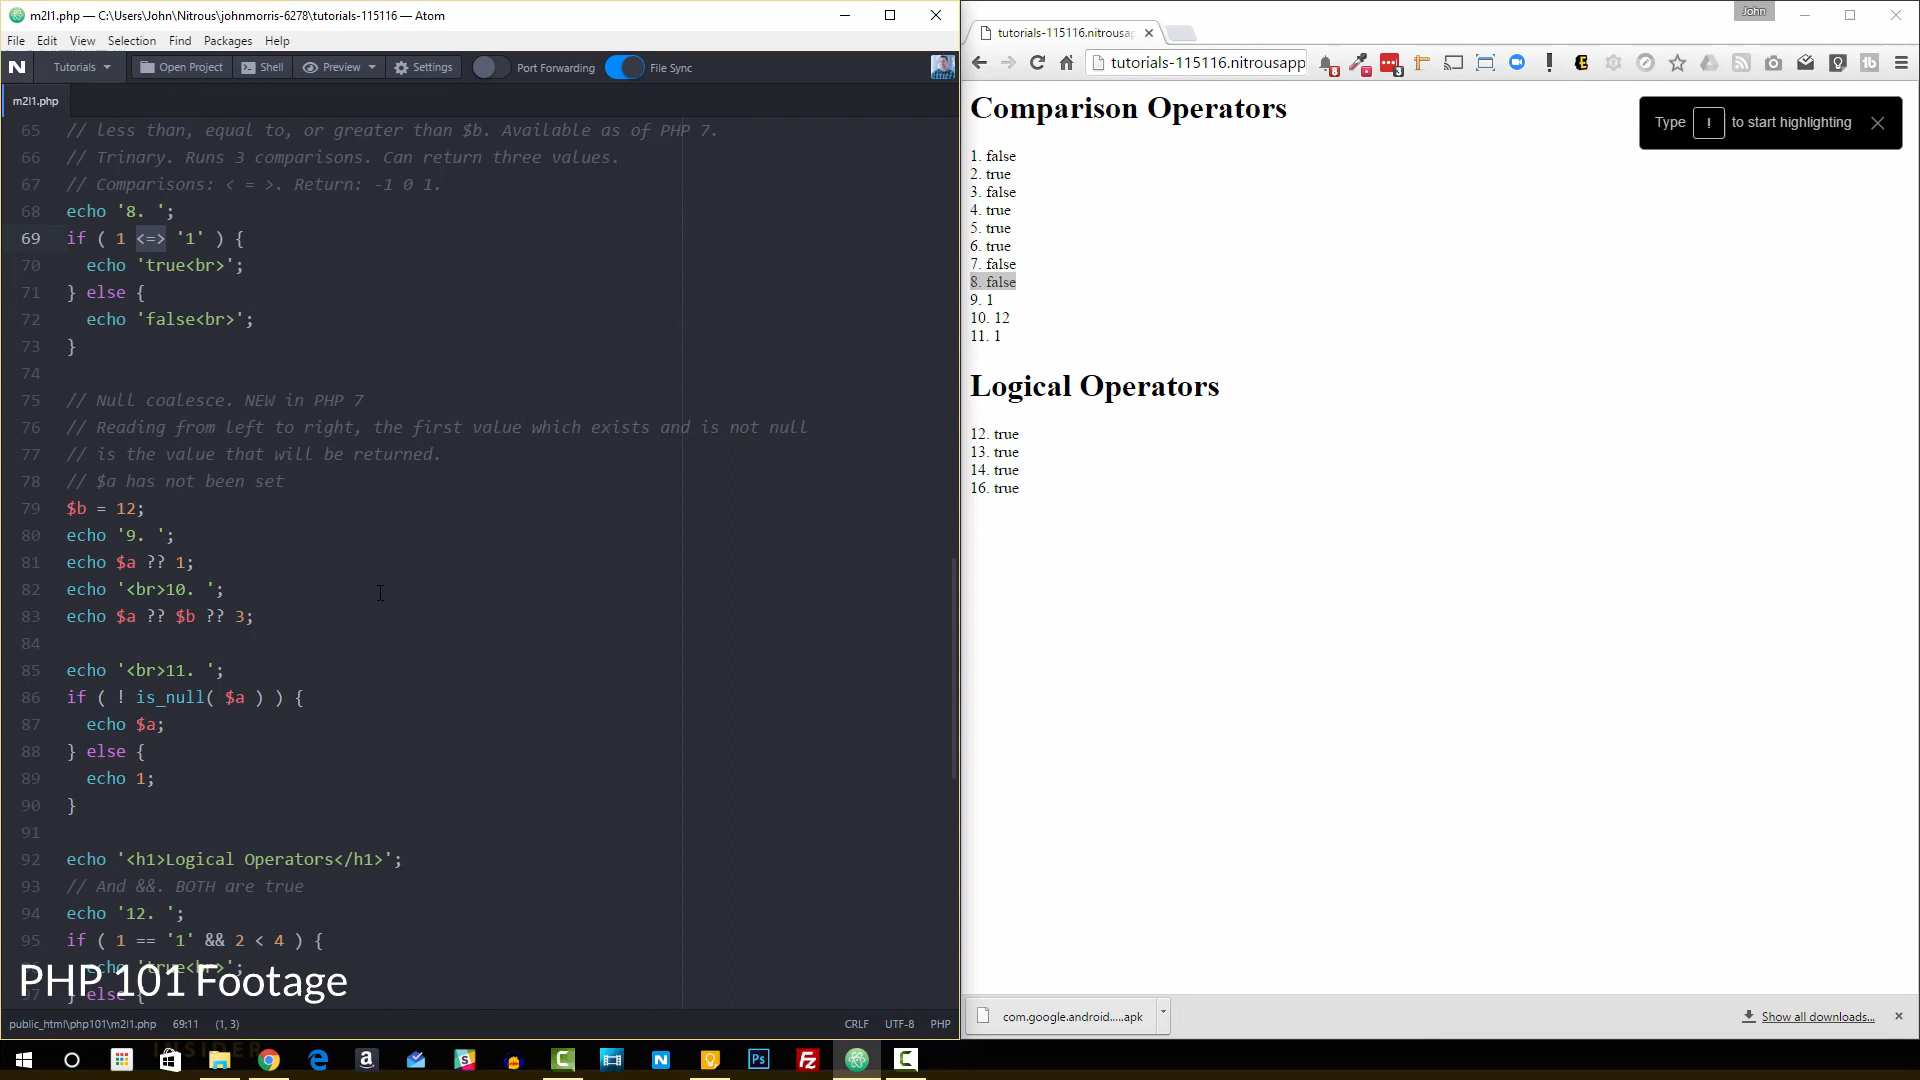 m2l1.php — C:\Users\John\Nitrous\johnmorris-6278\tutorials-115116 — Atom
File Edit View Selection Find Packages Help
N Tutorials Open Project Shell Preview Settings Port Forwarding File Sync
m2l1.php
65 // less than, equal to, or greater than $b. Available as of PHP 7.
66 // Trinary. Runs 3 comparisons. Can return three values.
67 // Comparisons: < = >. Return: -1 0 1.
68 echo '8. ';
69 if ( 1 <=> '1' ) {
70 echo 'true<br>';
71 } else {
72 echo 'false<br>';
73 }
74
75 // Null coalesce. NEW in PHP 7
76 // Reading from left to right, the first value which exists and is not null
77 // is the value that will be returned.
78 // $a has not been set
79 $b = 12;
80 echo '9. ';
81 echo $a ?? 1;
82 echo '<br>10. ';
83 echo $a ?? $b ?? 3;
84
85 echo '<br>11. ';
86 if ( ! is_null( $a ) ) {
87 echo $a;
88 } else {
89 echo 1;
90 }
91
92 echo '<h1>Logical Operators</h1>';
93 // And &&. BOTH are true
94 echo '12. ';
95 if ( 1 == '1' && 2 < 4 ) {
echo 'true<br>';
97 } else {
PHP 101 Footage
public_html\php101\m2l1.php 69:11 (1, 3) CRLF UTF-8 PHP
John
tutorials-115116.nitrousap
tutorials-115116.nitrousapp
8
3
Comparison Operators
Type ! to start highlighting
1. false
2. true
3. false
4. true
5. true
6. true
7. false
8. false
9. 1
10. 12
11. 1
Logical Operators
12. true
13. true
14. true
16. true
com.google.android.....apk
Show all downloads...
INSIDER